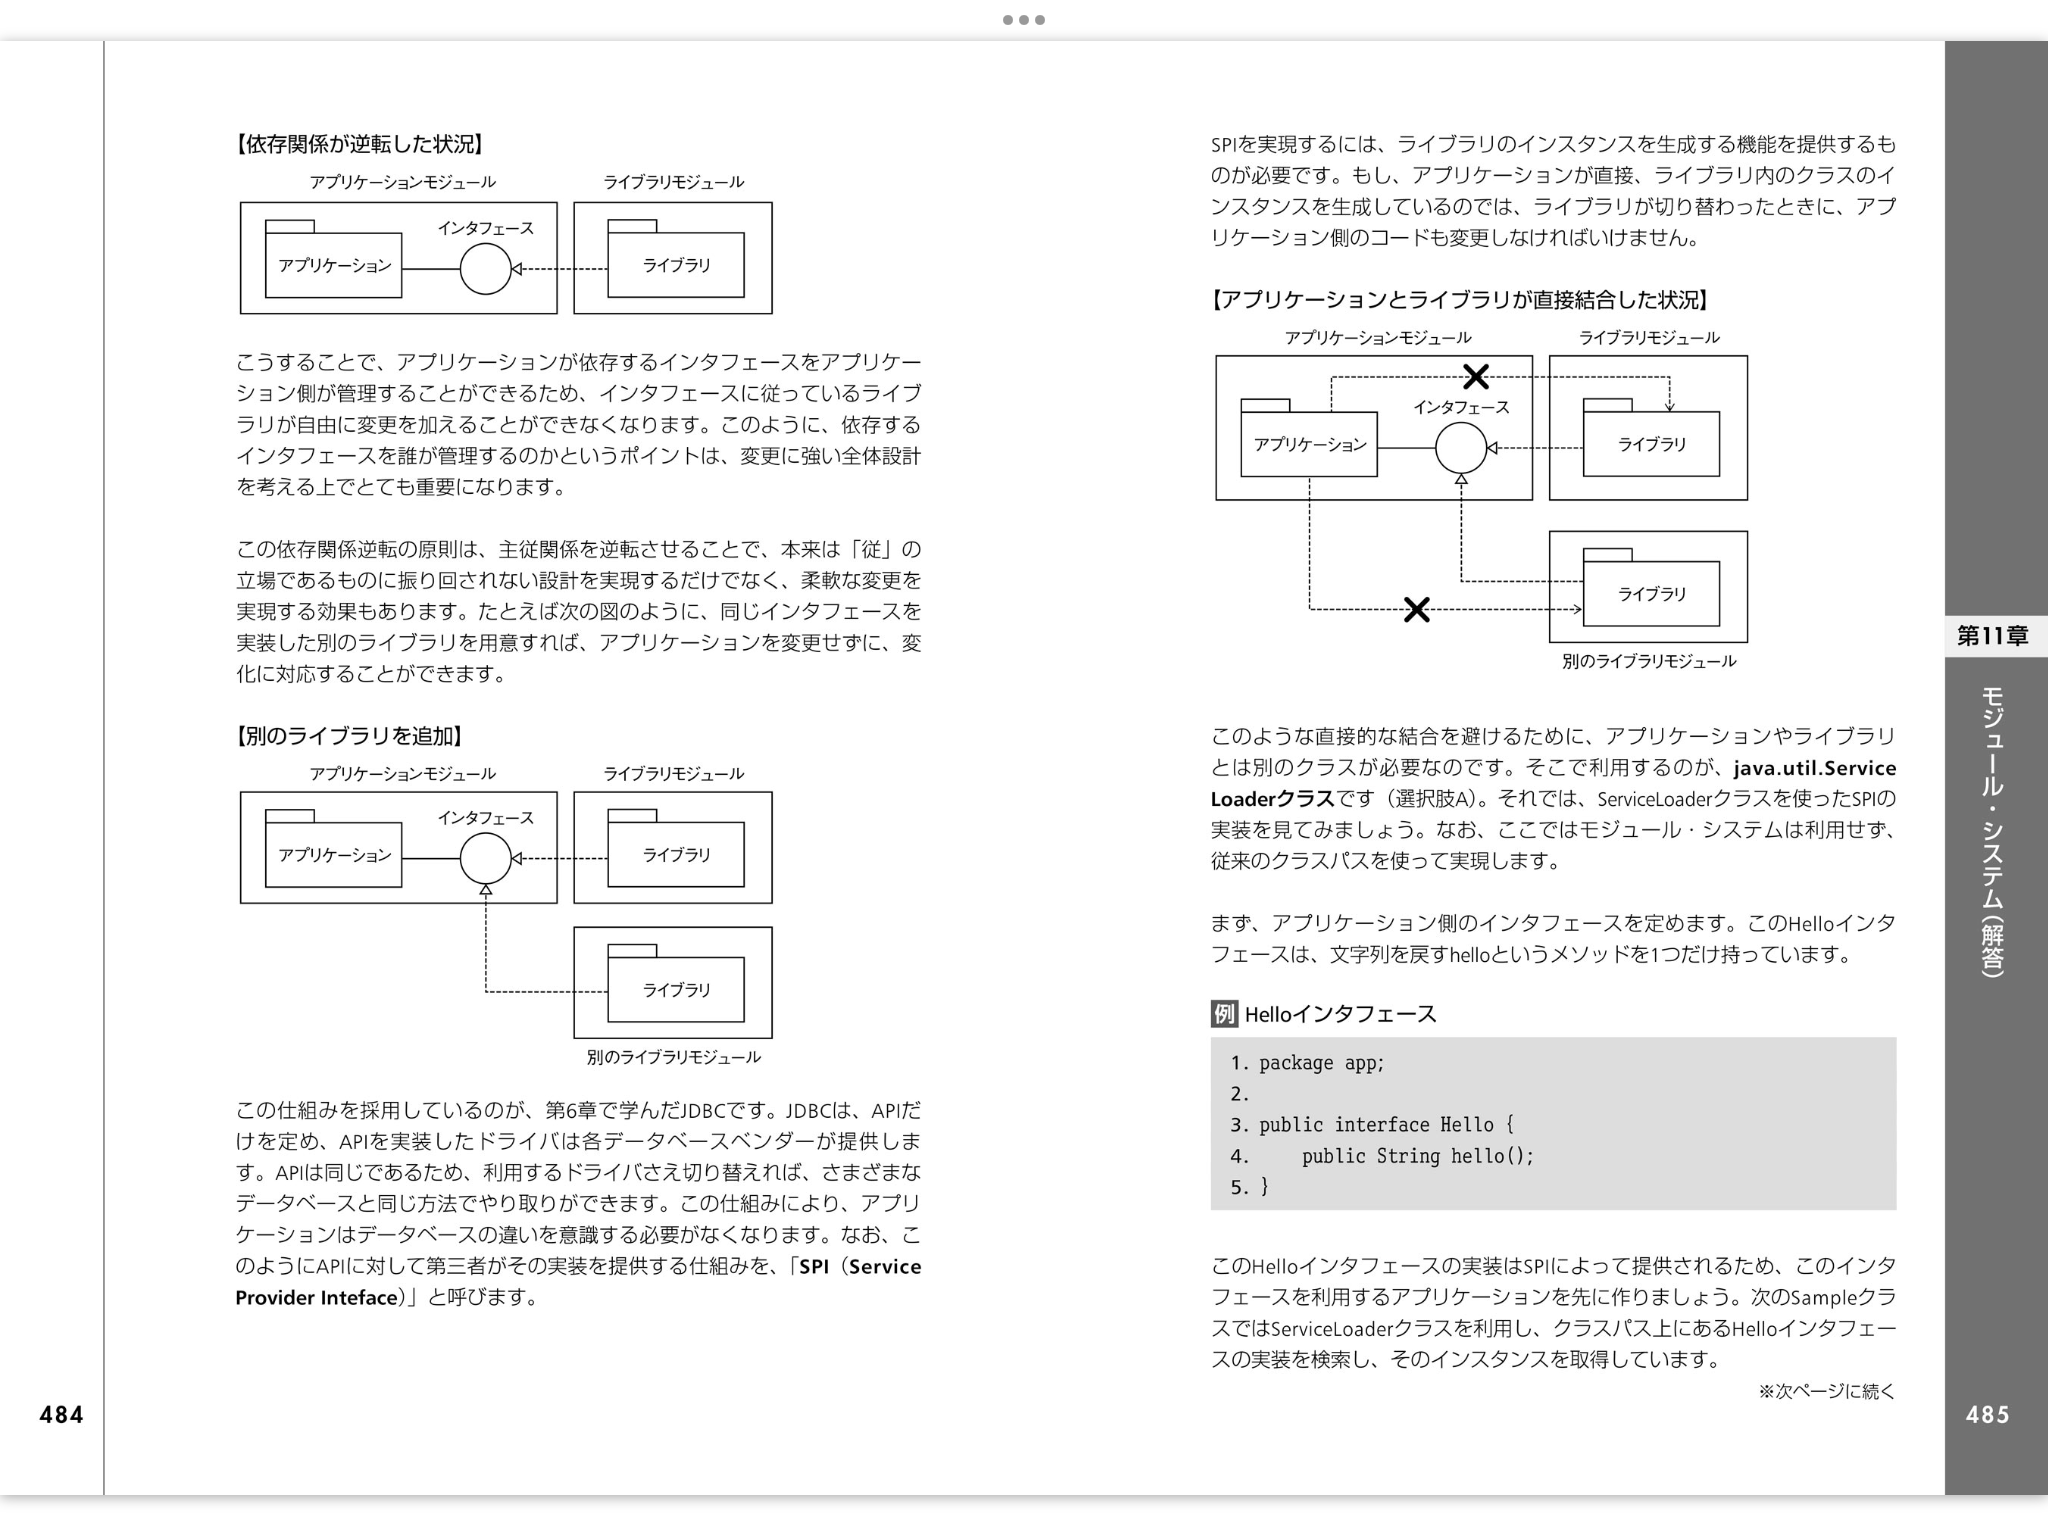 【依存関係が逆転した状況】
アプリケーションモジュール
ライブラリモジュール
インタフェース
アプリケーション
ライブラリ
こうすることで、アプリケーションが依存するインタフェースをアプリケー
ション側が管理することができるため、インタフェースに従っているライブ
ラリが自由に変更を加えることができなくなります。このように、依存する
インタフェースを誰が管理するのかというポイントは、変更に強い全体設計
を考える上でとても重要になります。
この依存関係逆転の原則は、主従関係を逆転させることで、本来は「従」の
立場であるものに振り回されない設計を実現するだけでなく、柔軟な変更を
実現する効果もあります。たとえば次の図のように、同じインタフェースを
実装した別のライブラリを用意すれば、アプリケーションを変更せずに、変
化に対応することができます。
【別のライブラリを追加】
アプリケーションモジュール
ライブラリモジュール
インタフェース
アプリケーション
ライブラリ
ライブラリ
別のライブラリモジュール
この仕組みを採用しているのが、第6章で学んだJDBCです。JDBCは、APIだ
けを定め、APIを実装したドライバは各データベースベンダーが提供しま
す。APIは同じであるため、利用するドライバさえ切り替えれば、さまざまな
データベースと同じ方法でやり取りができます。この仕組みにより、アプリ
ケーションはデータベースの違いを意識する必要がなくなります。なお、こ
のようにAPIに対して第三者がその実装を提供する仕組みを、「SPI（Service
Provider Inteface）」と呼びます。
484
SPIを実現するには、ライブラリのインスタンスを生成する機能を提供するも
のが必要です。もし、アプリケーションが直接、ライブラリ内のクラスのイ
ンスタンスを生成しているのでは、ライブラリが切り替わったときに、アプ
リケーション側のコードも変更しなければいけません。
【アプリケーションとライブラリが直接結合した状況】
アプリケーションモジュール
ライブラリモジュール
インタフェース
アプリケーション
ライブラリ
ライブラリ
別のライブラリモジュール
このような直接的な結合を避けるために、アプリケーションやライブラリ
とは別のクラスが必要なのです。そこで利用するのが、java.util.Service
Loaderクラスです（選択肢A）。それでは、ServiceLoaderクラスを使ったSPIの
実装を見てみましょう。なお、ここではモジュール・システムは利用せず、
従来のクラスパスを使って実現します。
まず、アプリケーション側のインタフェースを定めます。このHelloインタ
フェースは、文字列を戻すhelloというメソッドを1つだけ持っています。
例 Helloインタフェース
1. package app;
2.
3. public interface Hello {
4.     public String hello();
5. }
このHelloインタフェースの実装はSPIによって提供されるため、このインタ
フェースを利用するアプリケーションを先に作りましょう。次のSampleクラ
スではServiceLoaderクラスを利用し、クラスパス上にあるHelloインタフェー
スの実装を検索し、そのインスタンスを取得しています。
※次ページに続く
第11章
モジュール・システム（解答）
485